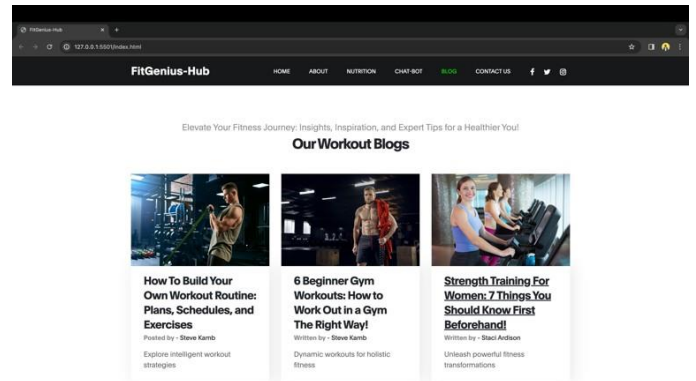 FitGenius Hub
127.0.0.1:5501/index.html
FitGenius-Hub
HOME ABOUT NUTRITION CHAT-BOT BLOG CONTACT US
Elevate Your Fitness Journey: Insights, Inspiration, and Expert Tips for a Healthier You!
Our Workout Blogs
How To Build Your
Own Workout Routine:
Plans, Schedules, and
Exercises
Posted by - Steve Kamb
Explore intelligent workout
strategies
6 Beginner Gym
Workouts: How to
Work Out in a Gym
The Right Way!
Written by - Steve Kamb
Dynamic workouts for holistic
fitness
Strength Training For
Women: 7 Things You
Should Know First
Beforehand!
Written by - Staci Ardison
Unleash powerful fitness
transformations